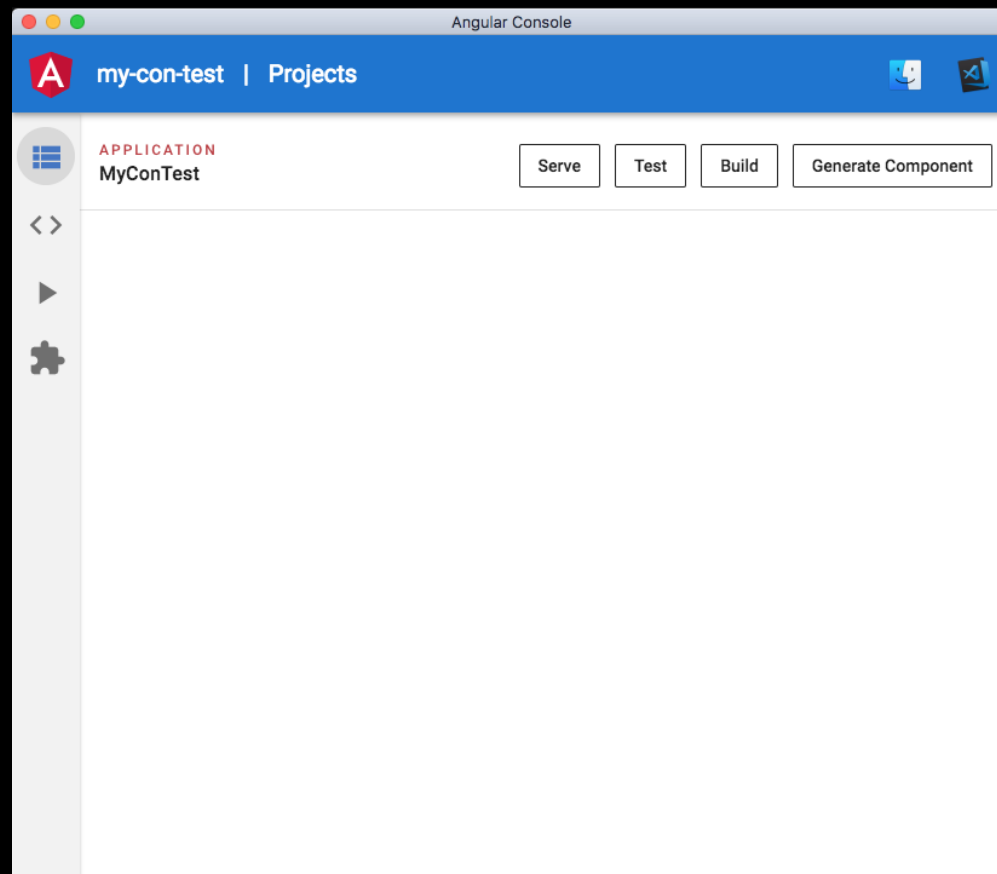 Angular Console
A my-con-test | Projects
APPLICATION
MyConTest
Serve Test Build Generate Component